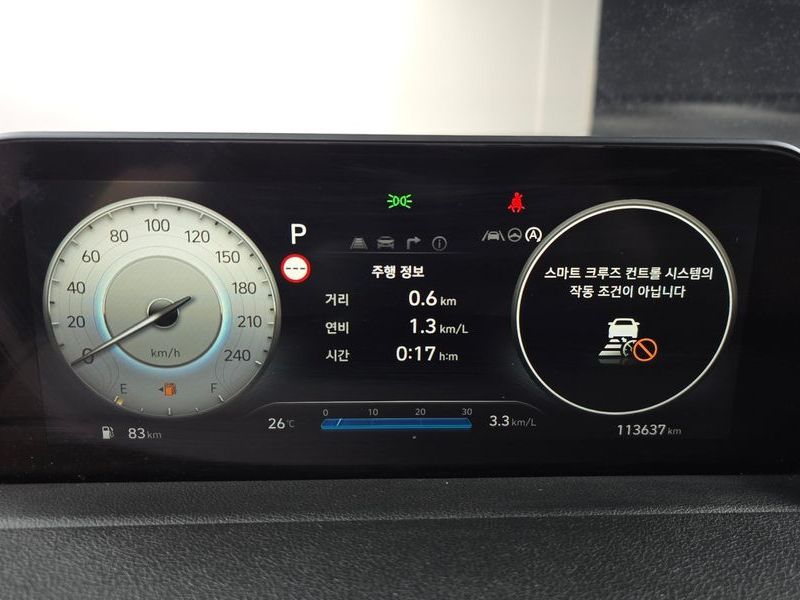 0
20
40
60
80
100
120
150
180
210
240
km/h
E
F
83 km
P
---
주행 정보
거리 0.6 km
연비 1.3 km/L
시간 0:17 h:m
26℃
0 10 20 30
3.3 km/L
A
스마트 크루즈 컨트롤 시스템의
작동 조건이 아닙니다
113637 km